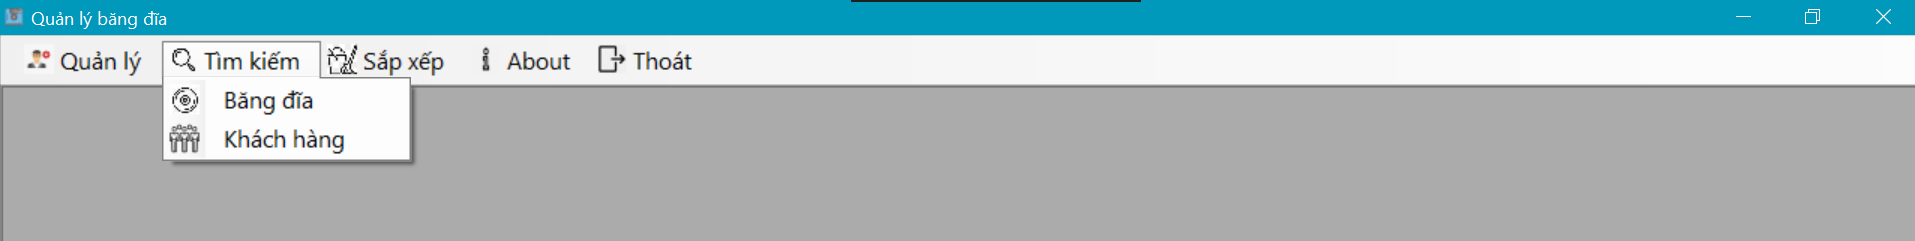 Quản lý băng đĩa
Quản lý Tìm kiếm Sắp xếp About Thoát
Băng đĩa
Khách hàng